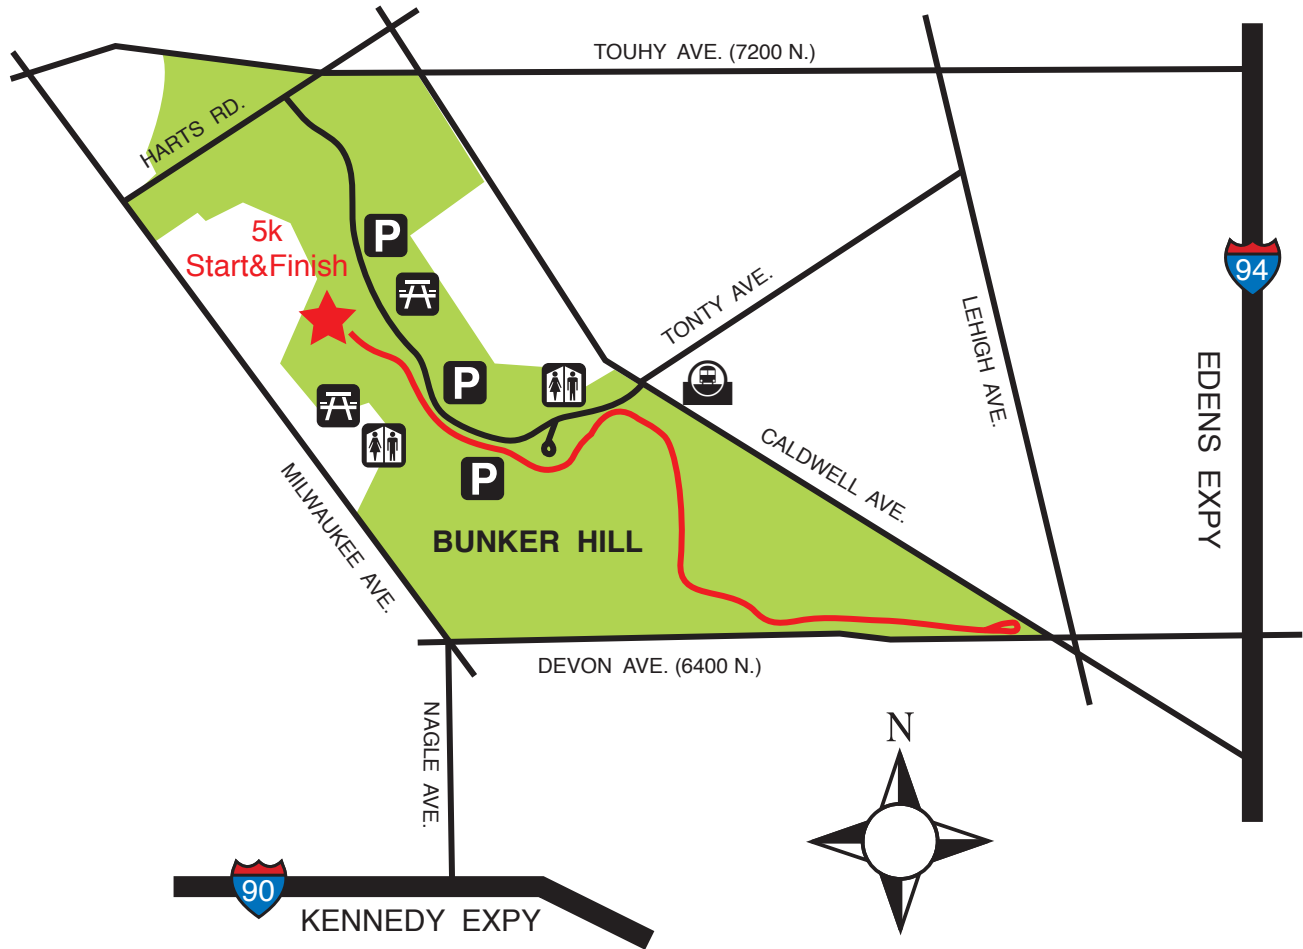 TOUHY AVE. (7200 N.)
HARTS RD.
5k
Start&Finish
P
TONTY AVE.
94
LEHIGH AVE.
EDENS EXPY
P
CALDWELL AVE.
P
MILWAUKEE AVE.
BUNKER HILL
DEVON AVE. (6400 N.)
NAGLE AVE.
N
90
KENNEDY EXPY